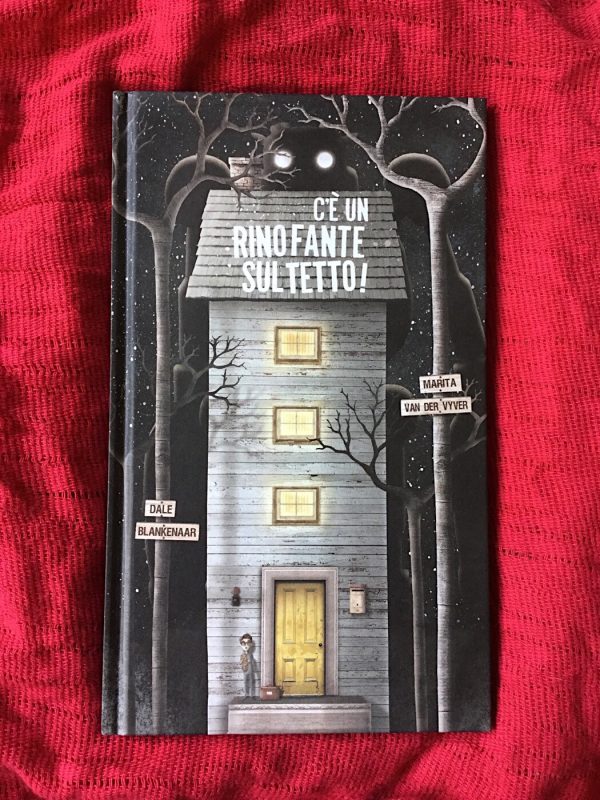 C'È UN
RINOFANTE
SUL TETTO!
MARITA
VAN DER VYVER
DALE
BLANKENAAR